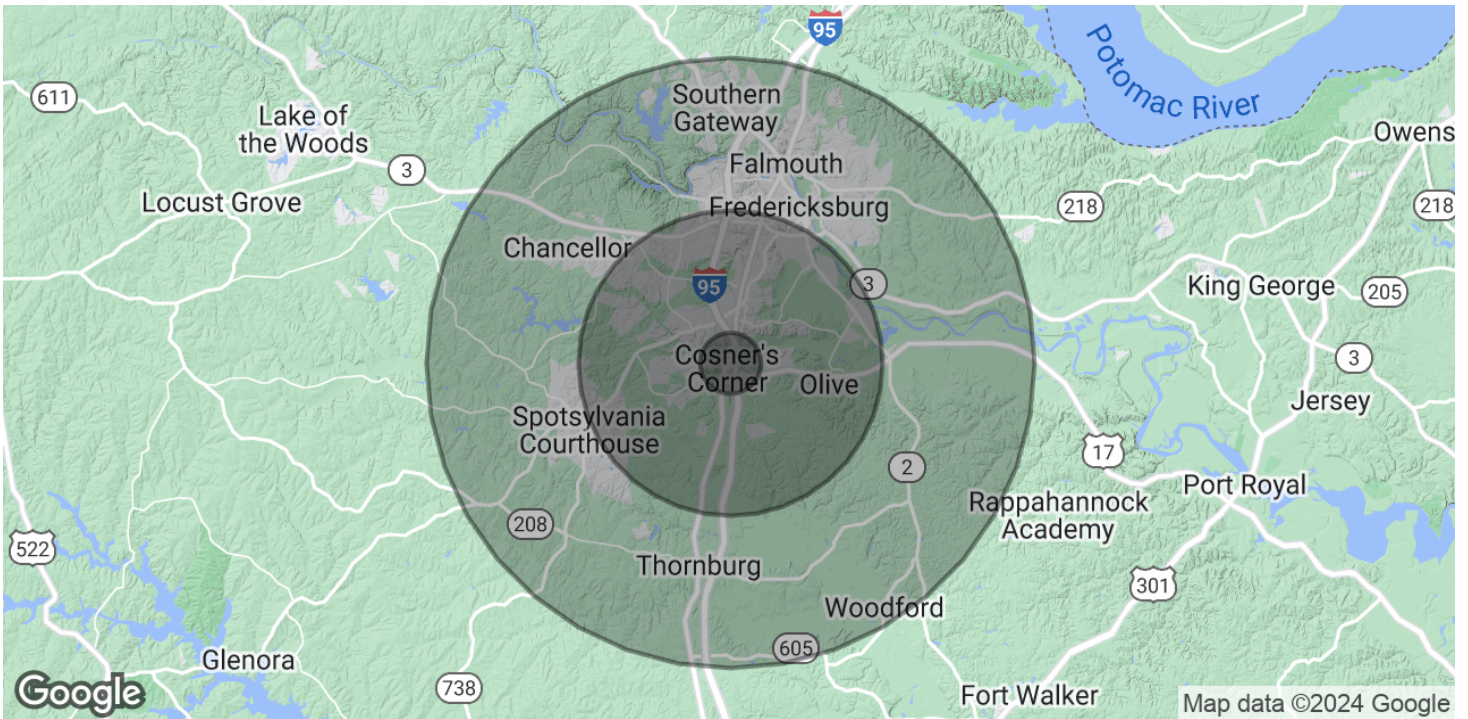 95
Potomac River
611
Southern
Gateway
Lake of
the Woods
Owens
Falmouth
3
Locust Grove
Fredericksburg
218
218
Chancellor
95
3
King George
205
Cosner's
Corner
Olive
3
Jersey
Spotsylvania
Courthouse
17
2
Port Royal
Rappahannock
Academy
208
522
Thornburg
301
Woodford
605
Glenora
738
Fort Walker
Google
Map data ©2024 Google